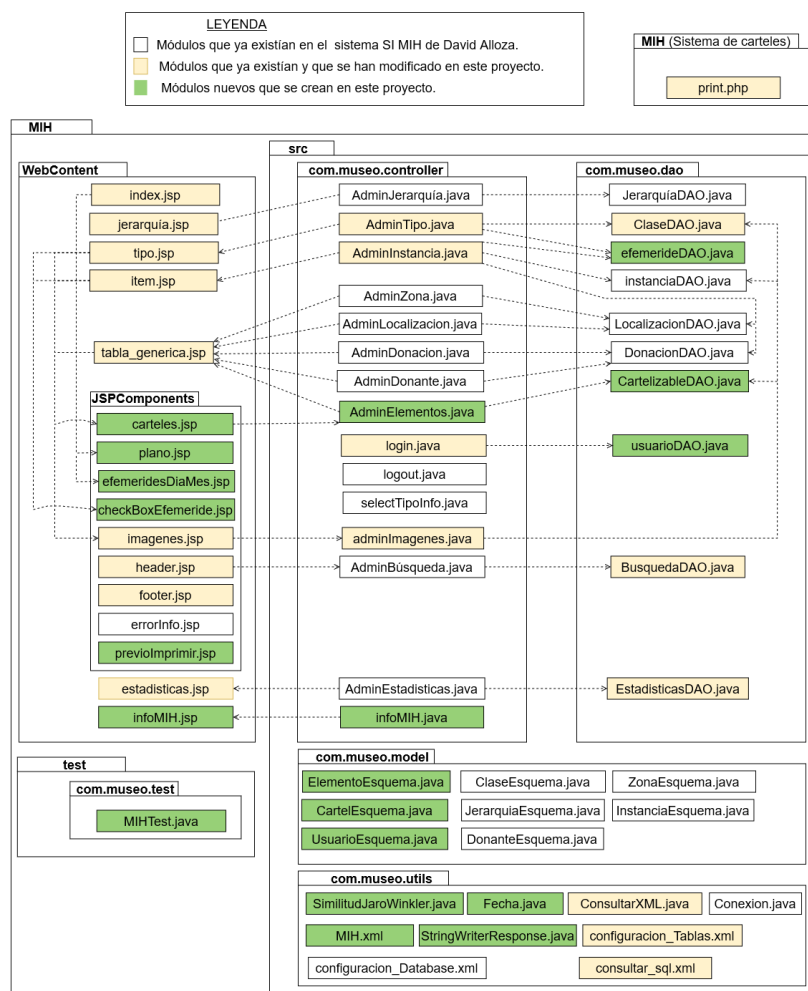 LEYENDA
Módulos que ya existían en el sistema SI MIH de David Alloza.
Módulos que ya existían y que se han modificado en este proyecto.
Módulos nuevos que se crean en este proyecto.
MIH (Sistema de carteles)
print.php
MIH
WebContent
index.jsp
jerarquía.jsp
tipo.jsp
item.jsp
tabla_generica.jsp
JSPComponents
carteles.jsp
plano.jsp
efemeridesDiaMes.jsp
checkBoxEfemeride.jsp
imagenes.jsp
header.jsp
footer.jsp
errorInfo.jsp
previoImprimir.jsp
estadisticas.jsp
infoMIH.jsp
test
com.museo.test
MIHTest.java
src
com.museo.controller
AdminJerarquía.java
AdminTipo.java
AdminInstancia.java
AdminZona.java
AdminLocalizacion.java
AdminDonacion.java
AdminDonante.java
AdminElementos.java
login.java
logout.java
selectTipoInfo.java
adminImagenes.java
AdminBúsqueda.java
AdminEstadisticas.java
infoMIH.java
com.museo.dao
JerarquíaDAO.java
ClaseDAO.java
efemerideDAO.java
instanciaDAO.java
LocalizacionDAO.java
DonacionDAO.java
CartelizableDAO.java
usuarioDAO.java
BusquedaDAO.java
EstadisticasDAO.java
com.museo.model
ElementoEsquema.java
ClaseEsquema.java
ZonaEsquema.java
CartelEsquema.java
JerarquiaEsquema.java
InstanciaEsquema.java
UsuarioEsquema.java
DonanteEsquema.java
com.museo.utils
SimilitudJaroWinkler.java
Fecha.java
ConsultarXML.java
Conexion.java
MIH.xml
StringWriterResponse.java
configuracion_Tablas.xml
configuracion_Database.xml
consultar_sql.xml